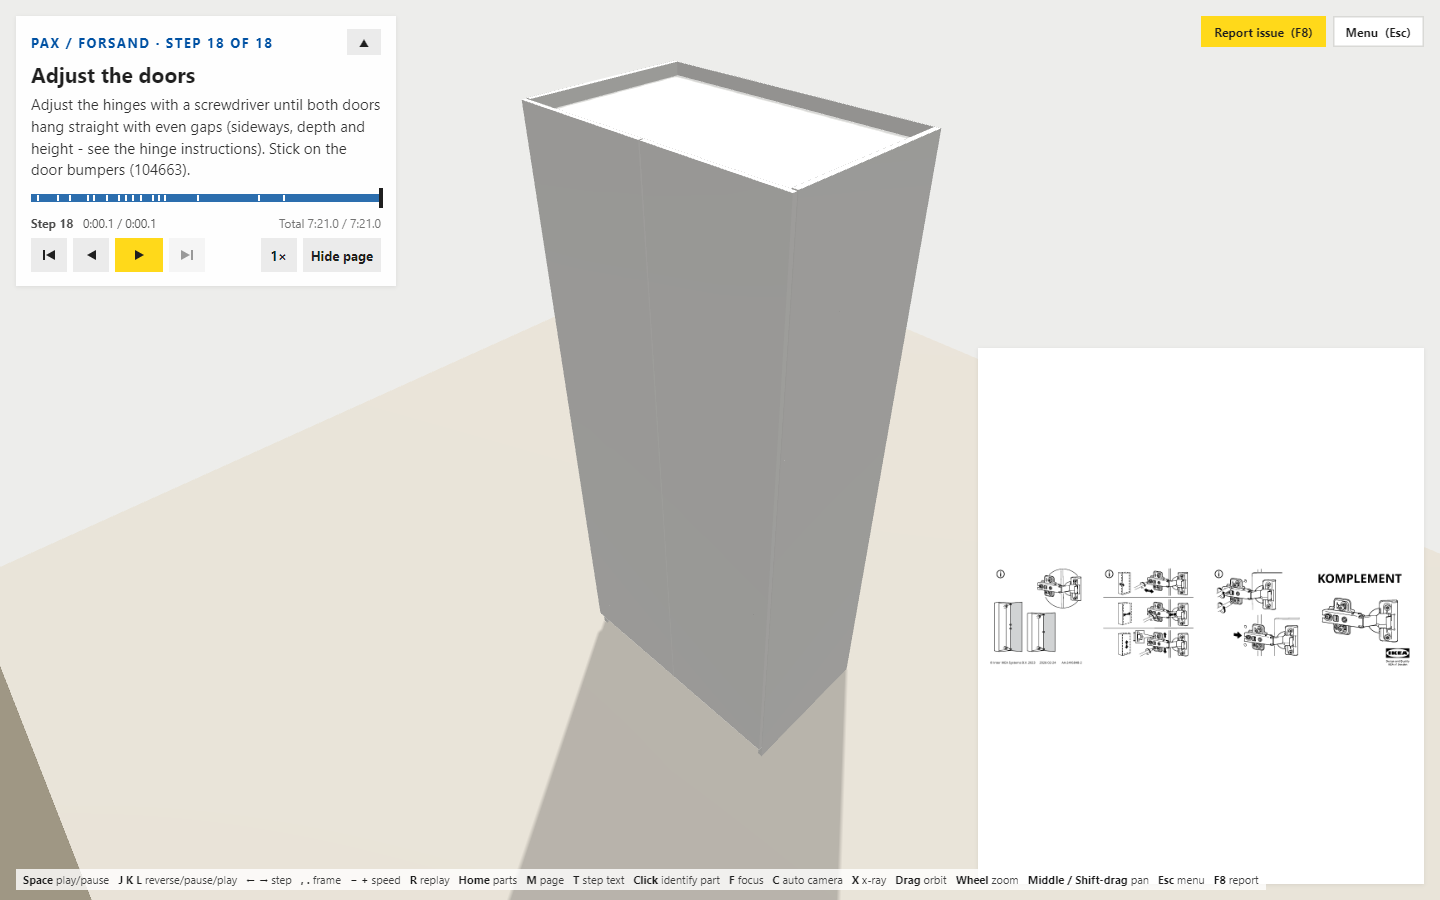 PAX / FORSAND · STEP 18 OF 18
Adjust the doors
Adjust the hinges with a screwdriver until both doors
hang straight with even gaps (sideways, depth and
height - see the hinge instructions). Stick on the
door bumpers (104663).
Step 18 0:00.1 / 0:00.1 Total 7:21.0 / 7:21.0
1× Hide page
Report issue (F8) Menu (Esc)
KOMPLEMENT
IKEA
Space play/pause J K L reverse/pause/play ← → step , . frame − + speed R replay Home parts M page T step text Click identify part F focus C auto camera X x-ray Drag orbit Wheel zoom Middle / Shift-drag pan Esc menu F8 report